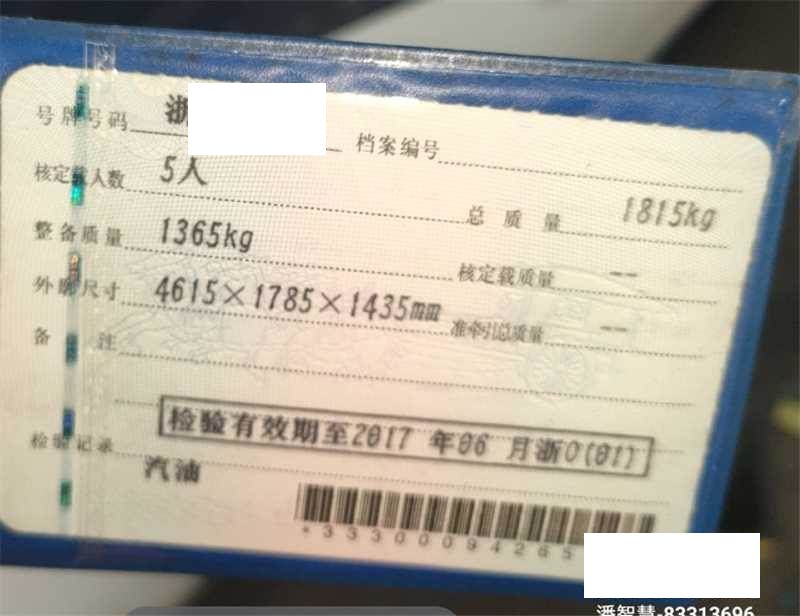 号牌号码 浙
档案编号
核定载人数 5人
总质量 1815kg
整备质量 1365kg
核定载质量 --
外廓尺寸 4615×1785×1435mm
准牵引总质量 --
备注
检验有效期至2017年06月浙O(01)
检验记录
汽油
*33300094265
潘智慧-83313696